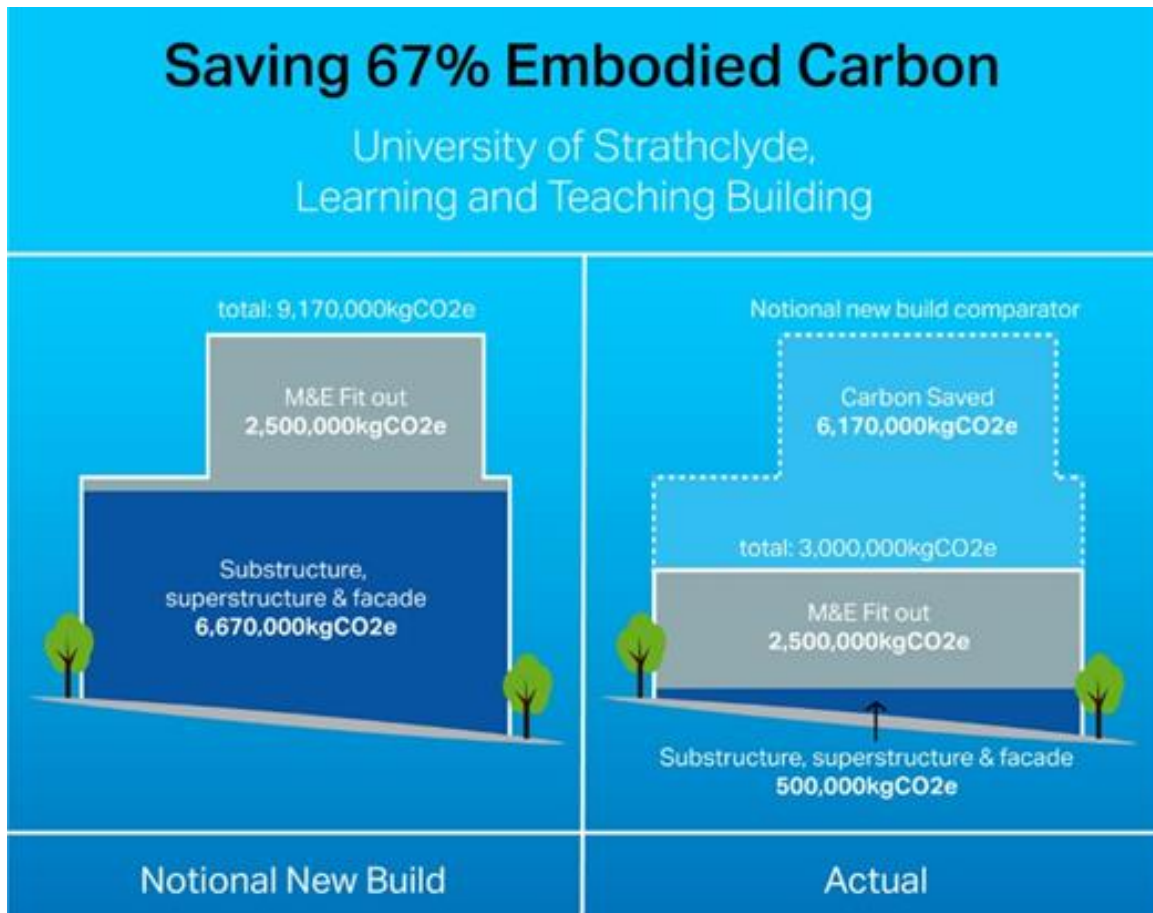 Saving 67% Embodied Carbon
University of Strathclyde,
Learning and Teaching Building
total: 9,170,000kgCO2e
M&E Fit out
2,500,000kgCO2e
Substructure,
superstructure & facade
6,670,000kgCO2e
Notional New Build
Notional new build comparator
Carbon Saved
6,170,000kgCO2e
total: 3,000,000kgCO2e
M&E Fit out
2,500,000kgCO2e
Substructure, superstructure & facade
500,000kgCO2e
Actual